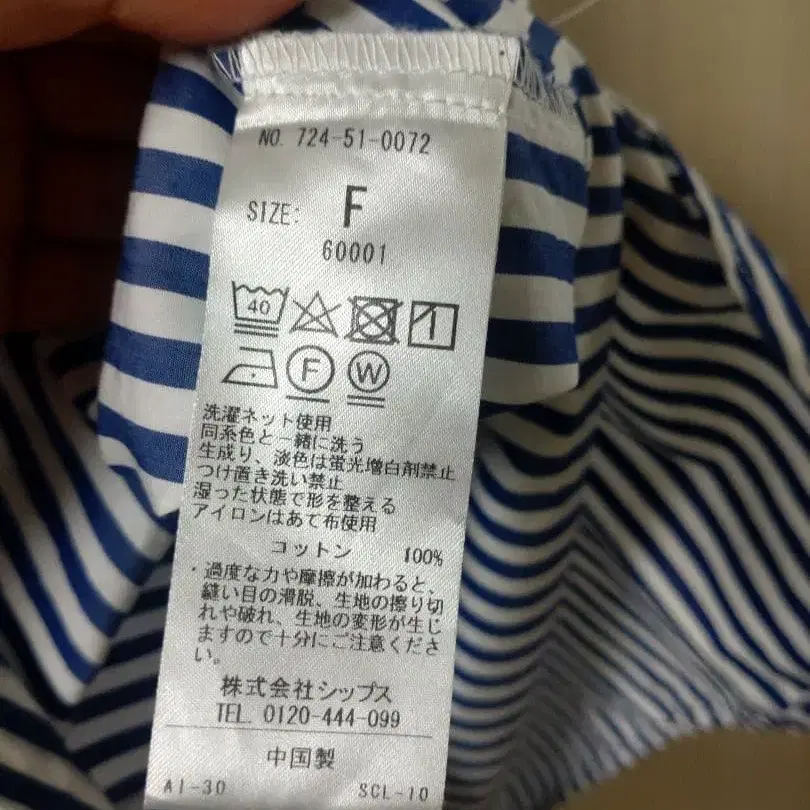 NO. 724-51-0072
SIZE: F
60001
40
F W
洗濯ネット使用
同系色と一緒に洗う
生成り、淡色は蛍光増白剤禁止
つけ置き洗い禁止
湿った状態で形を整える
アイロンはあて布使用
コットン 100%
・過度な力や摩擦が加わると、
縫い目の滑脱、生地の擦り切
れや破れ、生地の変形が生じ
ますので十分にご注意くださ
い。
株式会社シップス
TEL. 0120-444-099
中国製
AI-30 SCL-10